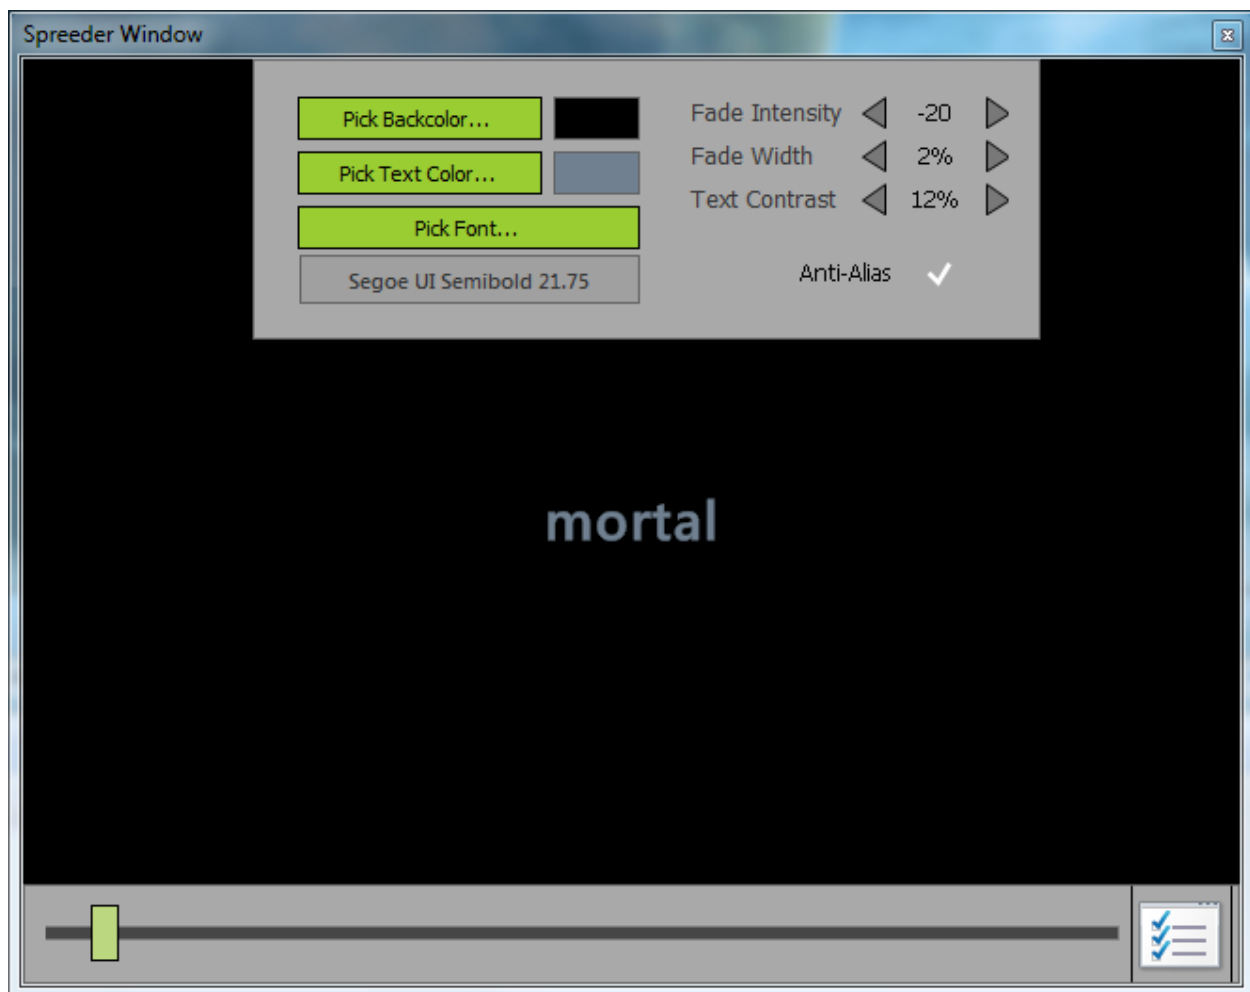 Spreeder Window
Pick Backcolor...
Pick Text Color...
Pick Font...
Segoe UI Semibold 21.75
Fade Intensity -20
Fade Width 2%
Text Contrast 12%
Anti-Alias
mortal